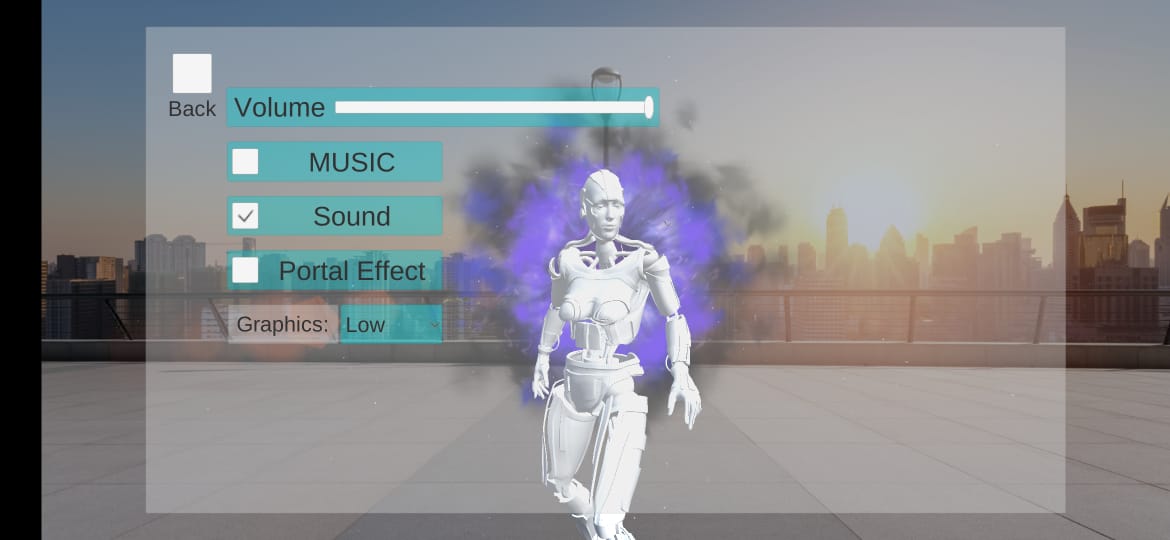 Back
Volume
MUSIC
Sound
Portal Effect
Graphics: Low